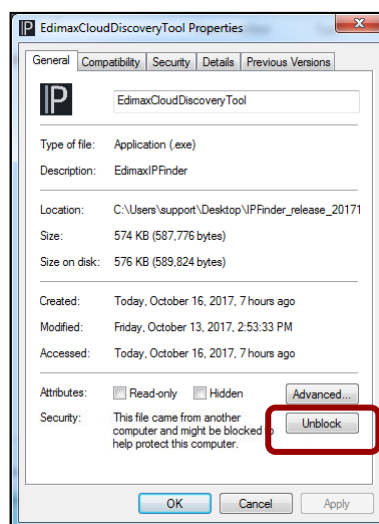 EdimaxCloudDiscoveryTool Properties
General Compatibility Security Details Previous Versions
IP EdimaxCloudDiscoveryTool
Type of file: Application (.exe)
Description: EdimaxIPFinder
Location: C:\Users\support\Desktop\IPFinder_release_20171
Size: 574 KB (587,776 bytes)
Size on disk: 576 KB (589,824 bytes)
Created: Today, October 16, 2017, 7 hours ago
Modified: Friday, October 13, 2017, 2:53:33 PM
Accessed: Today, October 16, 2017, 7 hours ago
Attributes: Read-only Hidden Advanced...
Security: This file came from another
computer and might be blocked to Unblock
help protect this computer.
OK Cancel Apply